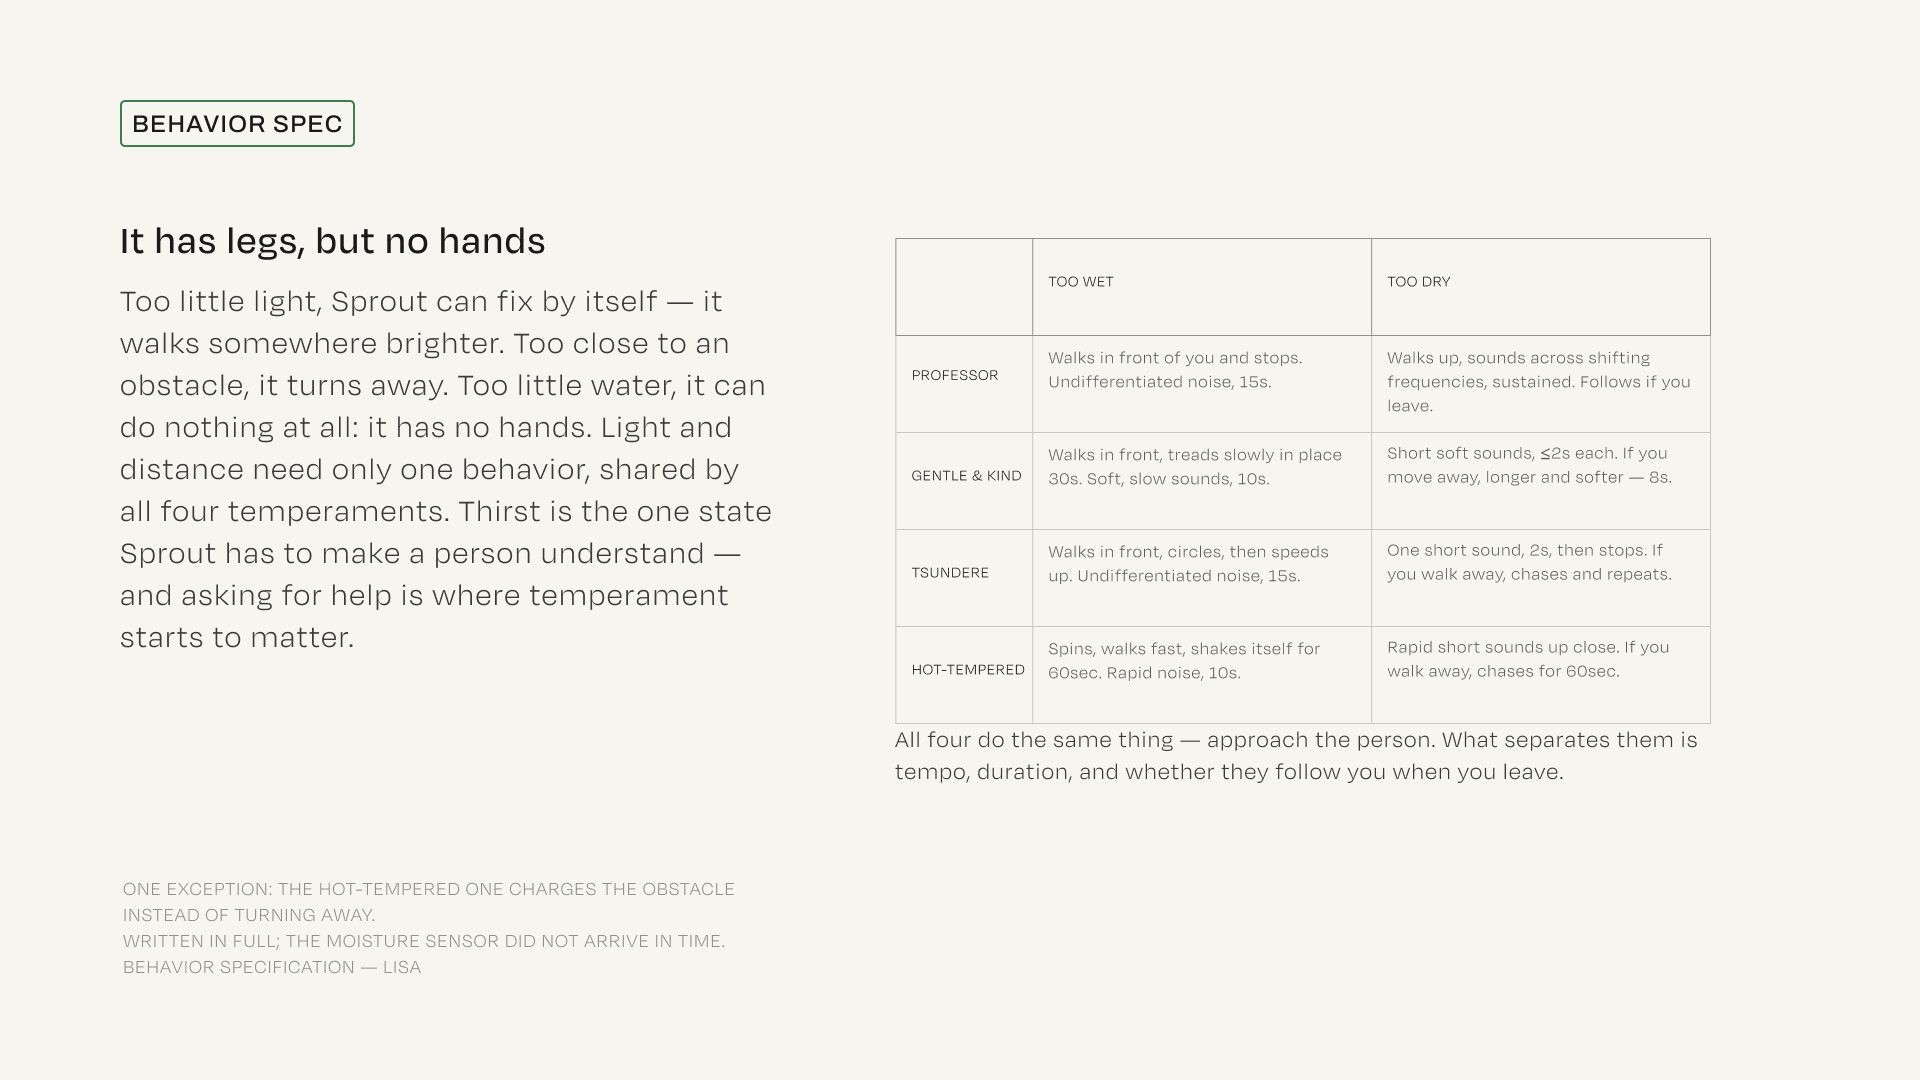 BEHAVIOR SPEC
It has legs, but no hands
Too little light, Sprout can fix by itself — it
walks somewhere brighter. Too close to an
obstacle, it turns away. Too little water, it can
do nothing at all: it has no hands. Light and
distance need only one behavior, shared by
all four temperaments. Thirst is the one state
Sprout has to make a person understand —
and asking for help is where temperament
starts to matter.
TOO WET
TOO DRY
PROFESSOR
Walks in front of you and stops.
Undifferentiated noise, 15s.
Walks up, sounds across shifting
frequencies, sustained. Follows if you
leave.
GENTLE & KIND
Walks in front, treads slowly in place
30s. Soft, slow sounds, 10s.
Short soft sounds, ≤2s each. If you
move away, longer and softer — 8s.
TSUNDERE
Walks in front, circles, then speeds
up. Undifferentiated noise, 15s.
One short sound, 2s, then stops. If
you walk away, chases and repeats.
HOT-TEMPERED
Spins, walks fast, shakes itself for
60sec. Rapid noise, 10s.
Rapid short sounds up close. If you
walk away, chases for 60sec.
All four do the same thing — approach the person. What separates them is
tempo, duration, and whether they follow you when you leave.
ONE EXCEPTION: THE HOT-TEMPERED ONE CHARGES THE OBSTACLE
INSTEAD OF TURNING AWAY.
WRITTEN IN FULL; THE MOISTURE SENSOR DID NOT ARRIVE IN TIME.
BEHAVIOR SPECIFICATION — LISA